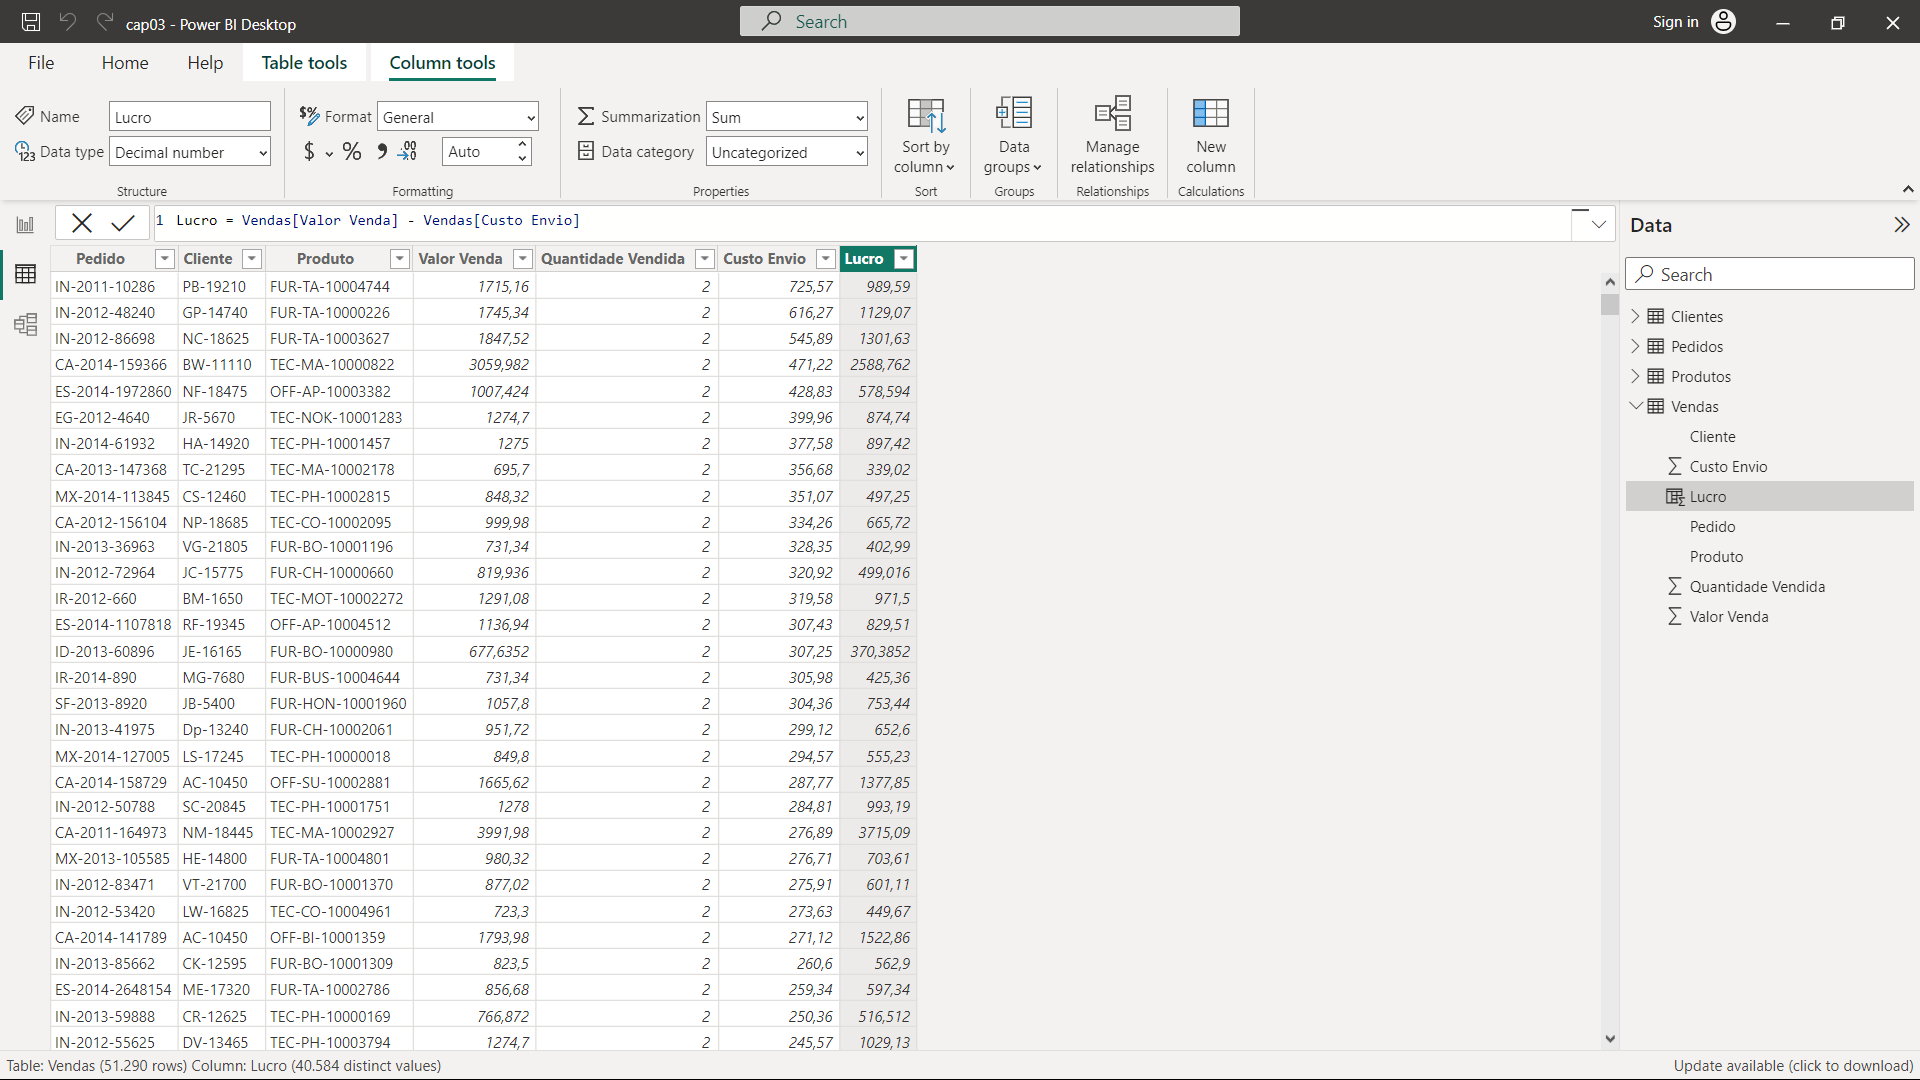 cap03 - Power BI Desktop
Search
Sign in
File Home Help Table tools Column tools
Name Lucro
Data type Decimal number
Structure
Format General
$ % Auto
Formatting
Summarization Sum
Data category Uncategorized
Properties
Sort by column
Sort
Data groups
Groups
Manage relationships
Relationships
New column
Calculations
1 Lucro = Vendas[Valor Venda] - Vendas[Custo Envio]
Pedido Cliente Produto Valor Venda Quantidade Vendida Custo Envio Lucro
IN-2011-10286 PB-19210 FUR-TA-10004744 1715,16 2 725,57 989,59
IN-2012-48240 GP-14740 FUR-TA-10000226 1745,34 2 616,27 1129,07
IN-2012-86698 NC-18625 FUR-TA-10003627 1847,52 2 545,89 1301,63
CA-2014-159366 BW-11110 TEC-MA-10000822 3059,982 2 471,22 2588,762
ES-2014-1972860 NF-18475 OFF-AP-10003382 1007,424 2 428,83 578,594
EG-2012-4640 JR-5670 TEC-NOK-10001283 1274,7 2 399,96 874,74
IN-2014-61932 HA-14920 TEC-PH-10001457 1275 2 377,58 897,42
CA-2013-147368 TC-21295 TEC-MA-10002178 695,7 2 356,68 339,02
MX-2014-113845 CS-12460 TEC-PH-10002815 848,32 2 351,07 497,25
CA-2012-156104 NP-18685 TEC-CO-10002095 999,98 2 334,26 665,72
IN-2013-36963 VG-21805 FUR-BO-10001196 731,34 2 328,35 402,99
IN-2012-72964 JC-15775 FUR-CH-10000660 819,936 2 320,92 499,016
IR-2012-660 BM-1650 TEC-MOT-10002272 1291,08 2 319,58 971,5
ES-2014-1107818 RF-19345 OFF-AP-10004512 1136,94 2 307,43 829,51
ID-2013-60896 JE-16165 FUR-BO-10000980 677,6352 2 307,25 370,3852
IR-2014-890 MG-7680 FUR-BUS-10004644 731,34 2 305,98 425,36
SF-2013-8920 JB-5400 FUR-HON-10001960 1057,8 2 304,36 753,44
IN-2013-41975 Dp-13240 FUR-CH-10002061 951,72 2 299,12 652,6
MX-2014-127005 LS-17245 TEC-PH-10000018 849,8 2 294,57 555,23
CA-2014-158729 AC-10450 OFF-SU-10002881 1665,62 2 287,77 1377,85
IN-2012-50788 SC-20845 TEC-PH-10001751 1278 2 284,81 993,19
CA-2011-164973 NM-18445 TEC-MA-10002927 3991,98 2 276,89 3715,09
MX-2013-105585 HE-14800 FUR-TA-10004801 980,32 2 276,71 703,61
IN-2012-83471 VT-21700 FUR-BO-10001370 877,02 2 275,91 601,11
IN-2012-53420 LW-16825 TEC-CO-10004961 723,3 2 273,63 449,67
CA-2014-141789 AC-10450 OFF-BI-10001359 1793,98 2 271,12 1522,86
IN-2013-85662 CK-12595 FUR-BO-10001309 823,5 2 260,6 562,9
ES-2014-2648154 ME-17320 FUR-TA-10002786 856,68 2 259,34 597,34
IN-2013-59888 CR-12625 TEC-PH-10000169 766,872 2 250,36 516,512
IN-2012-55625 DV-13465 TEC-PH-10003794 1274,7 2 245,57 1029,13
Data
Search
Clientes
Pedidos
Produtos
Vendas
Cliente
Custo Envio
Lucro
Pedido
Produto
Quantidade Vendida
Valor Venda
Table: Vendas (51.290 rows) Column: Lucro (40.584 distinct values)
Update available (click to download)